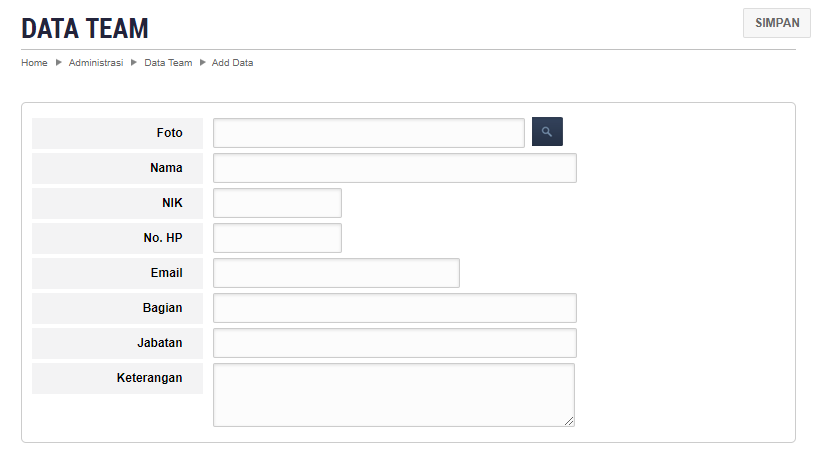 DATA TEAM
SIMPAN
Home Administrasi Data Team Add Data
Foto
Nama
NIK
No. HP
Email
Bagian
Jabatan
Keterangan